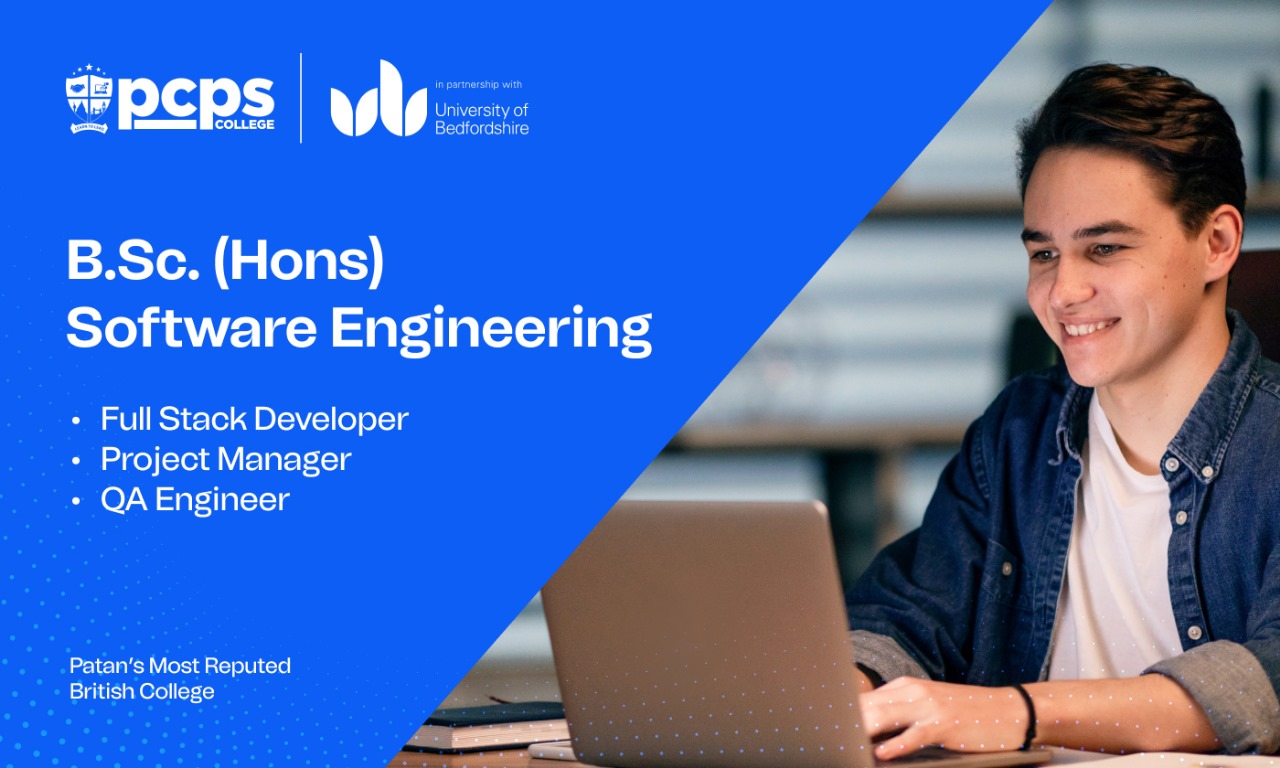 pcps
COLLEGE
in partnership with
University of
Bedfordshire
B.Sc. (Hons)
Software Engineering
• Full Stack Developer
• Project Manager
• QA Engineer
Patan's Most Reputed
British College